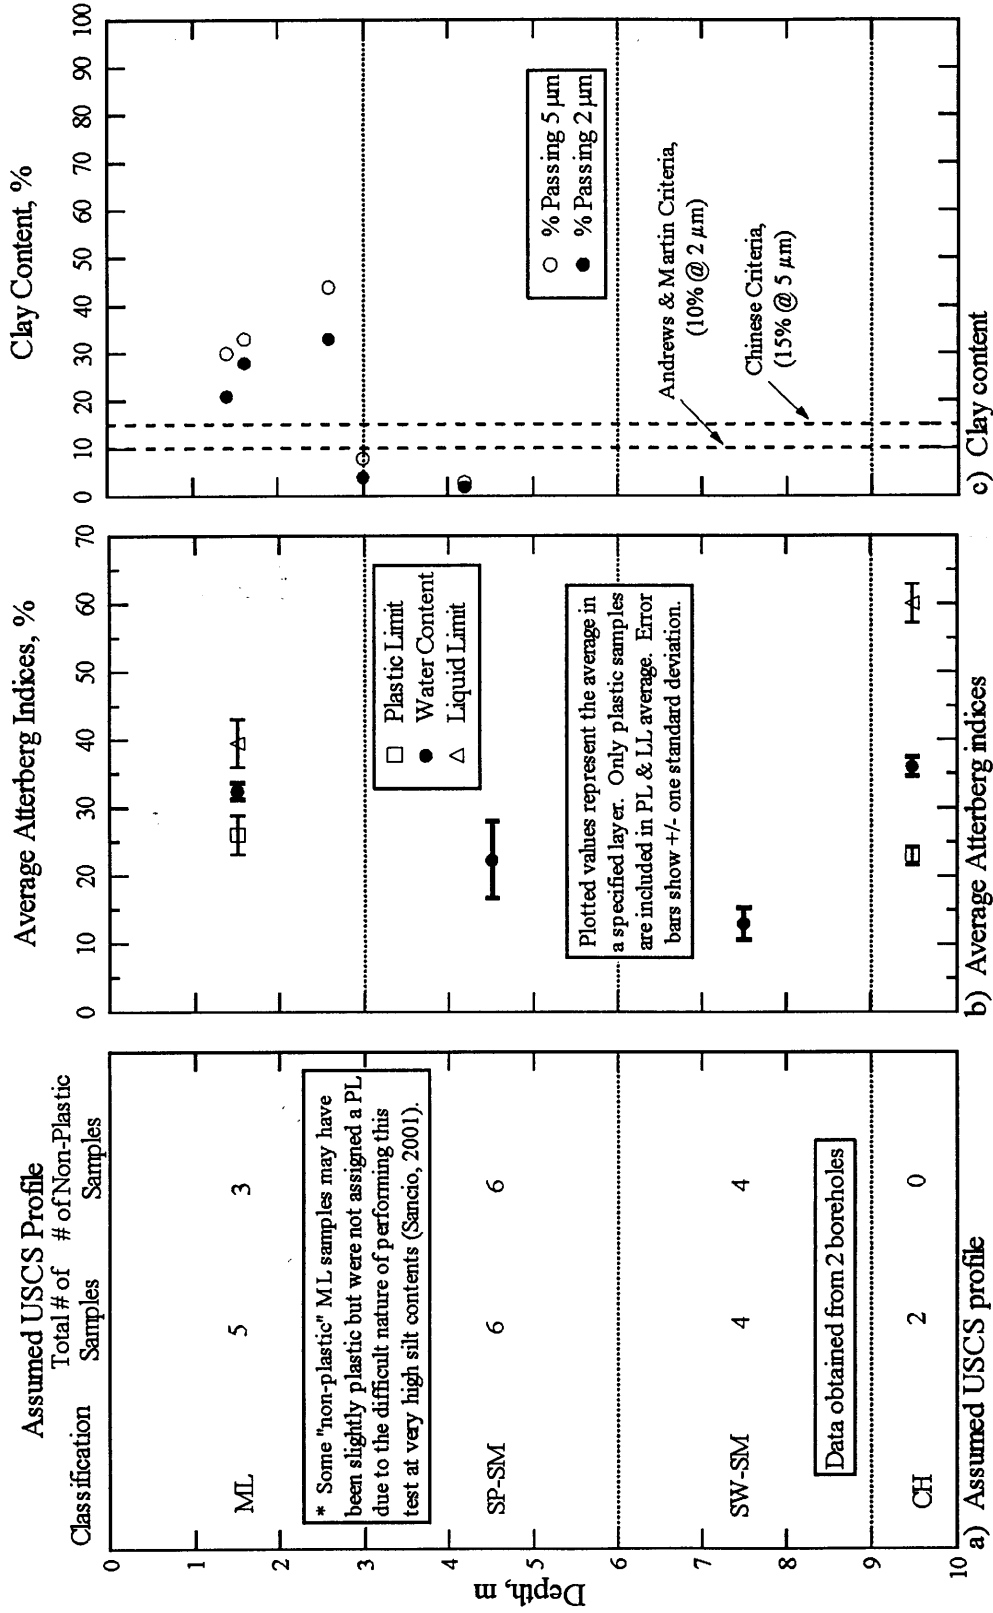 Assumed USCS Profile
Classification
Total # of
Samples
# of Non-Plastic
Samples
Depth, m
0
1
2
3
4
5
6
7
8
9
10
ML
5
3
* Some "non-plastic" ML samples may have
been slightly plastic but were not assigned a PL
due to the difficult nature of performing this
test at very high silt contents (Sancio, 2001).
SP-SM
6
6
SW-SM
4
4
Data obtained from 2 boreholes
CH
2
0
a) Assumed USCS profile
Average Atterberg Indices, %
0
10
20
30
40
50
60
70
Plastic Limit
Water Content
Liquid Limit
Plotted values represent the average in
a specified layer. Only plastic samples
are included in PL & LL average. Error
bars show +/- one standard deviation.
b) Average Atterberg indices
Clay Content, %
0
10
20
30
40
50
60
70
80
90
100
% Passing 5 μm
% Passing 2 μm
Andrews & Martin Criteria,
(10% @ 2 μm)
Chinese Criteria,
(15% @ 5 μm)
c) Clay content